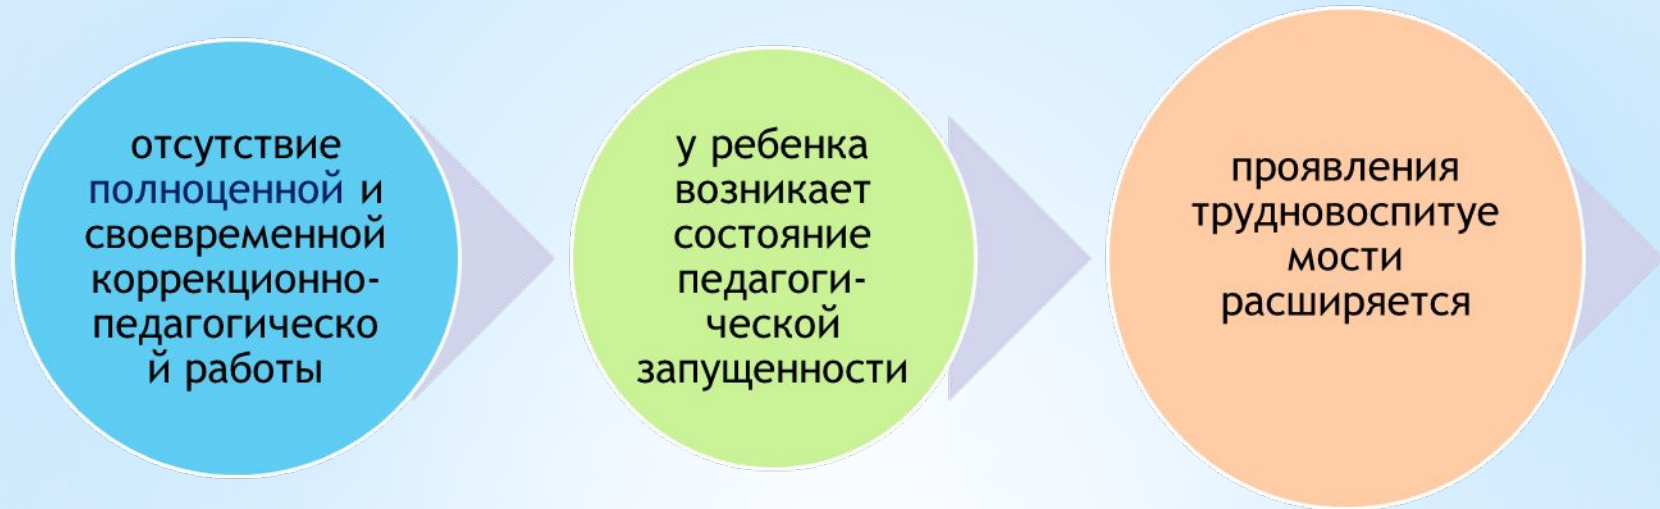 отсутствие
полноценной и
своевременной
коррекционно-
педагогическо
й работы
у ребенка
возникает
состояние
педагоги-
ческой
запущенности
проявления
трудновоспитуе
мости
расширяется